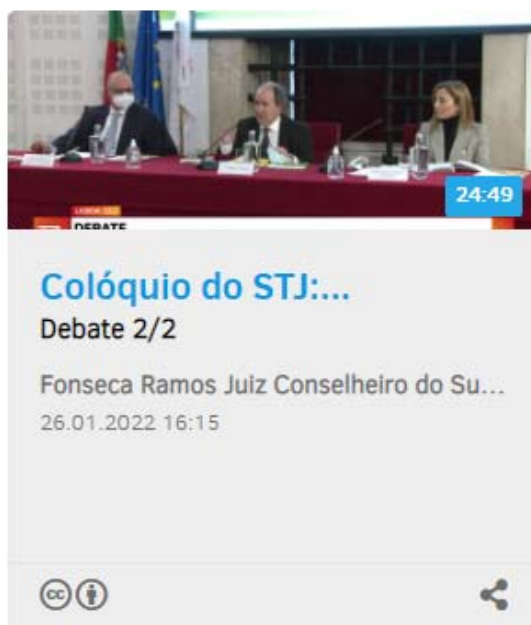 24:49
DEBATE
Colóquio do STJ:...
Debate 2/2
Fonseca Ramos Juiz Conselheiro do Su...
26.01.2022 16:15
cc